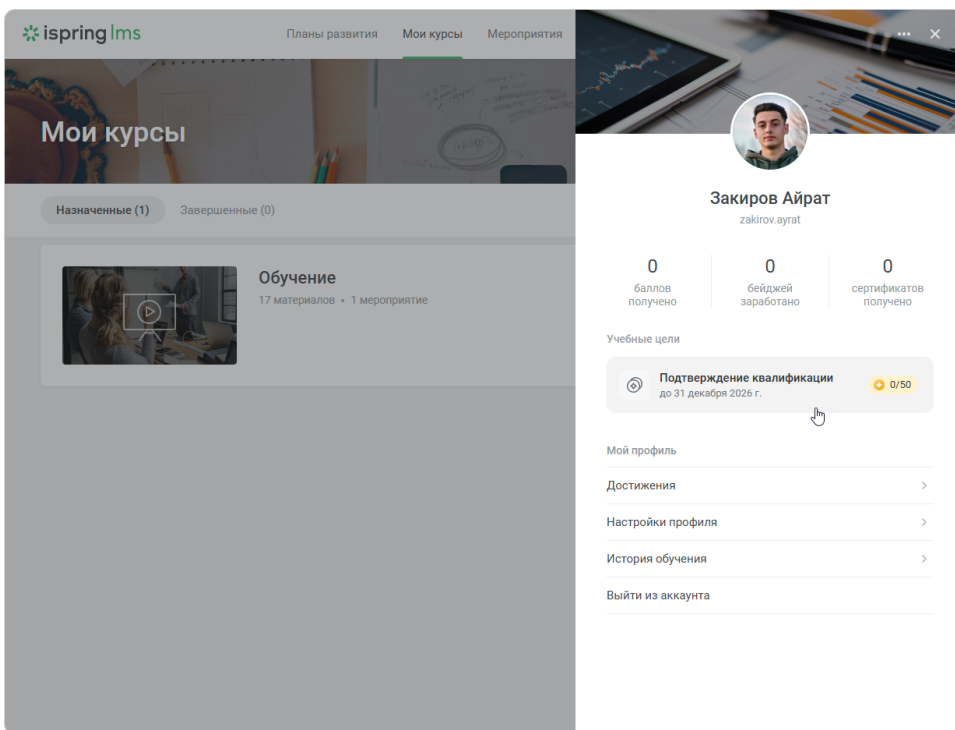 ispring lms
Планы развития
Мои курсы
Мероприятия
Мои курсы
Назначенные (1)
Завершенные (0)
Обучение
17 материалов • 1 мероприятие
Закиров Айрат
zakirov.ayrat
0
баллов
получено
0
бейджей
заработано
0
сертификатов
получено
Учебные цели
Подтверждение квалификации
до 31 декабря 2026 г.
0/50
Мой профиль
Достижения
Настройки профиля
История обучения
Выйти из аккаунта